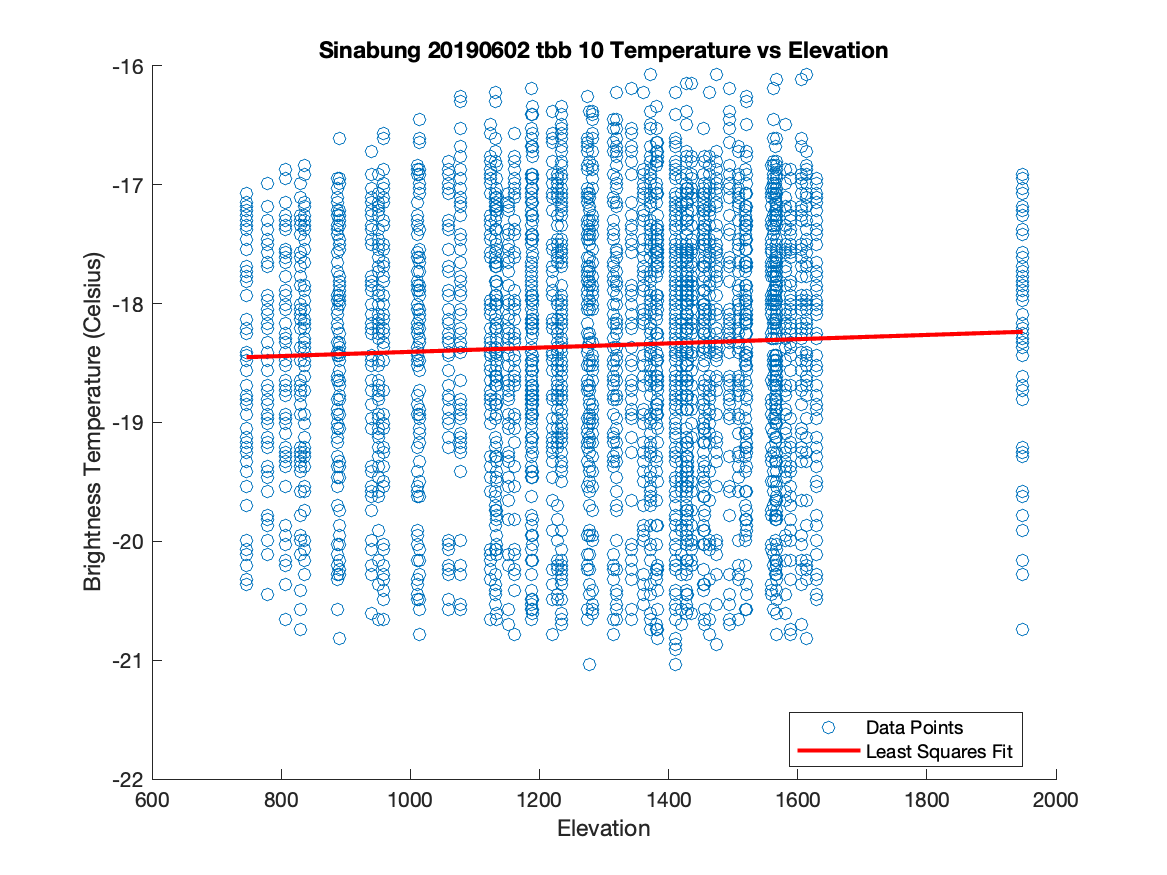 Sinabung 20190602 tbb 10 Temperature vs Elevation
-16
-17
-18
-19
-20
-21
-22
Brightness Temperature (Celsius)
Data Points
Least Squares Fit
600 800 1000 1200 1400 1600 1800 2000
Elevation